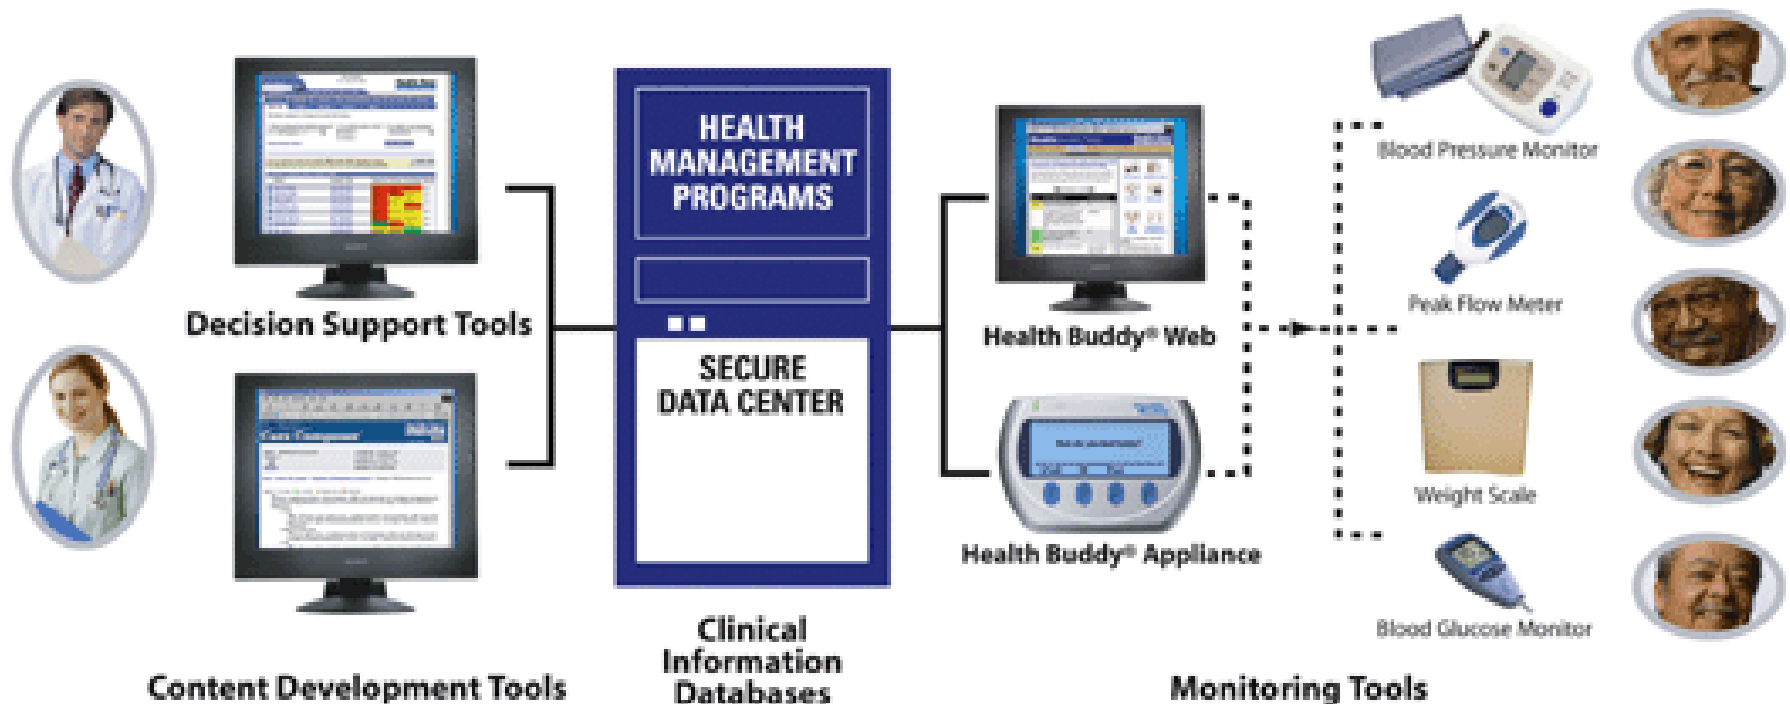 HEALTH
MANAGEMENT
PROGRAMS
SECURE
DATA CENTER
Decision Support Tools
Content Development Tools
Clinical
Information
Databases
Health Buddy® Web
Health Buddy® Appliance
Blood Pressure Monitor
Peak Flow Meter
Weight Scale
Blood Glucose Monitor
Monitoring Tools